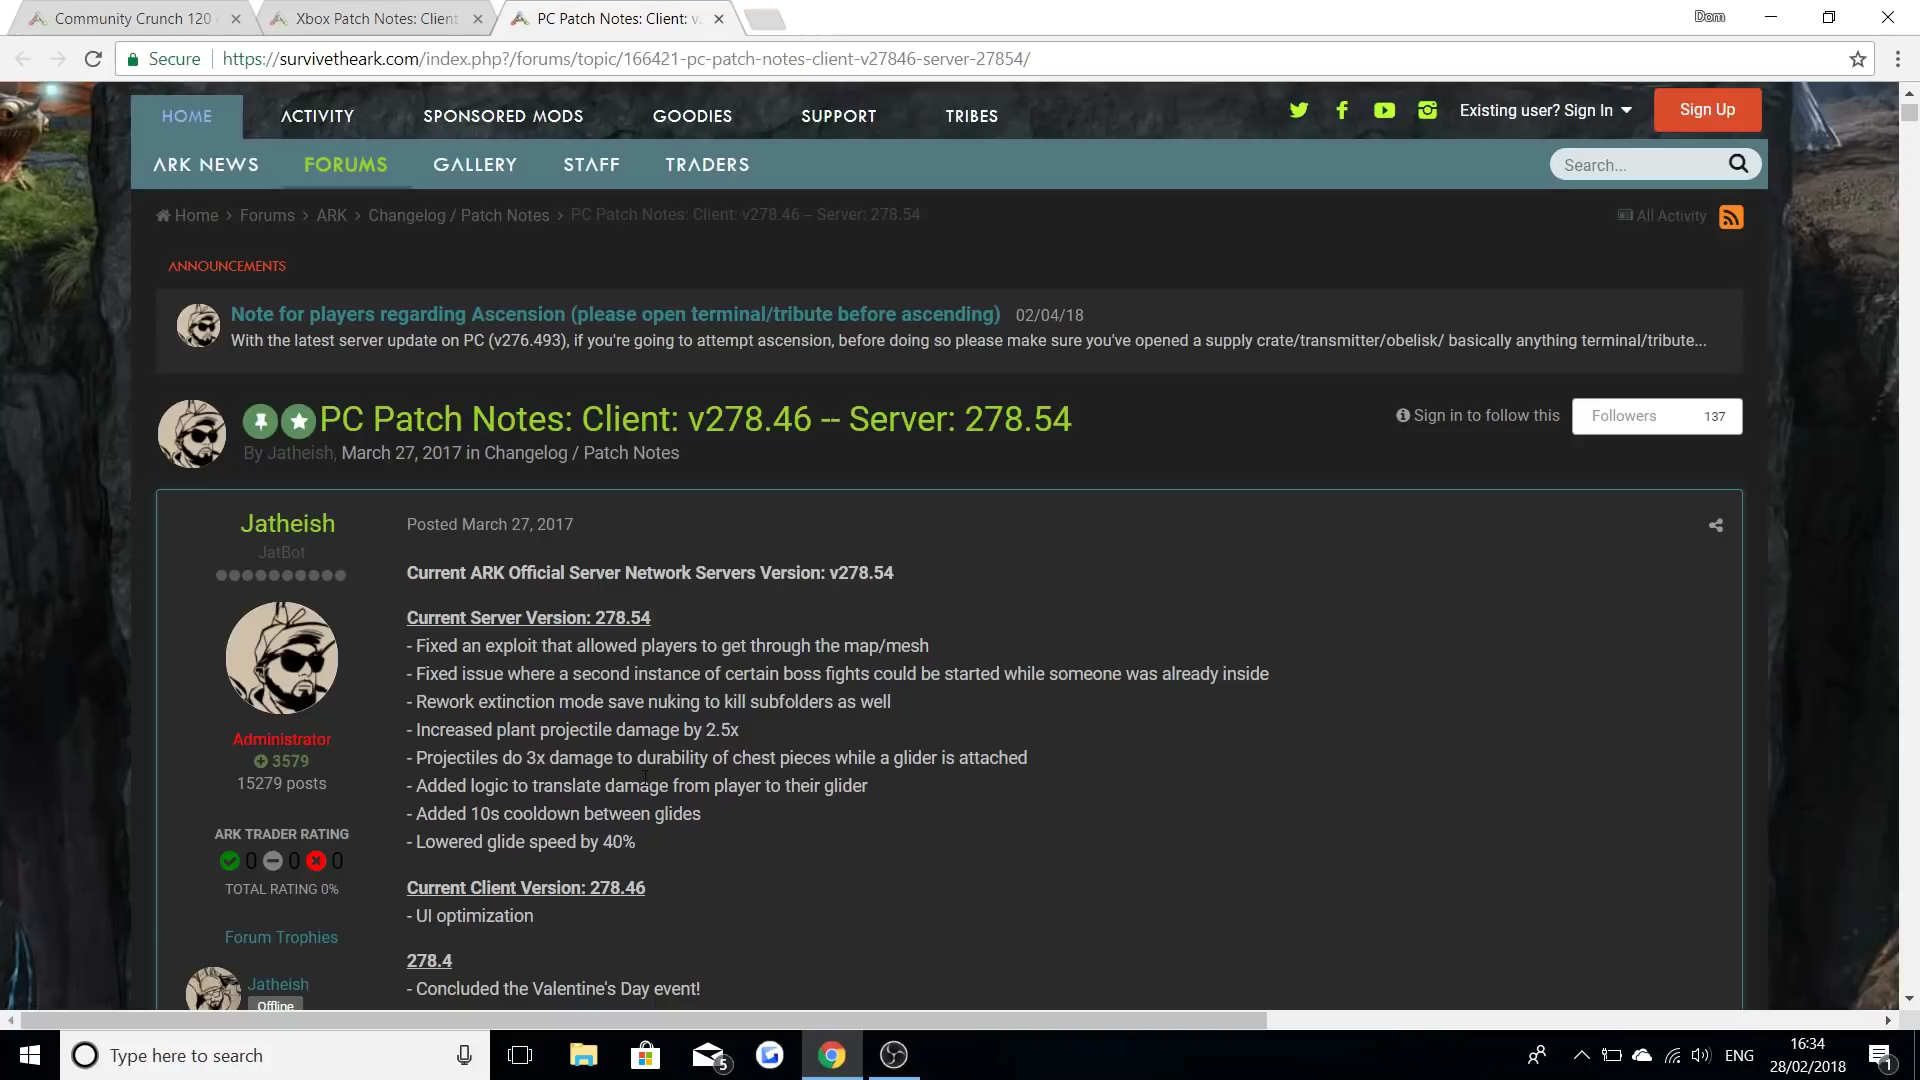 Community Crunch 120
Xbox Patch Notes: Client
PC Patch Notes: Client: v
Dom
Secure
https://survivetheark.com/index.php?/forums/topic/166421-pc-patch-notes-client-v27846-server-27854/
HOME
ACTIVITY
SPONSORED MODS
GOODIES
SUPPORT
TRIBES
Existing user? Sign In
Sign Up
ARK NEWS
FORUMS
GALLERY
STAFF
TRADERS
Search...
Home
Forums
ARK
Changelog / Patch Notes
PC Patch Notes: Client: v278.46 – Server: 278.54
All Activity
ANNOUNCEMENTS
Note for players regarding Ascension (please open terminal/tribute before ascending) 02/04/18
With the latest server update on PC (v276.493), if you're going to attempt ascension, before doing so please make sure you've opened a supply crate/transmitter/obelisk/ basically anything terminal/tribute...
PC Patch Notes: Client: v278.46 -- Server: 278.54
By Jatheish, March 27, 2017 in Changelog / Patch Notes
Sign in to follow this
Followers 137
Jatheish
JatBot
Administrator
3579
15279 posts
ARK TRADER RATING
0 0 0
TOTAL RATING 0%
Forum Trophies
Jatheish
Offline
Posted March 27, 2017
Current ARK Official Server Network Servers Version: v278.54
Current Server Version: 278.54
- Fixed an exploit that allowed players to get through the map/mesh
- Fixed issue where a second instance of certain boss fights could be started while someone was already inside
- Rework extinction mode save nuking to kill subfolders as well
- Increased plant projectile damage by 2.5x
- Projectiles do 3x damage to durability of chest pieces while a glider is attached
- Added logic to translate damage from player to their glider
- Added 10s cooldown between glides
- Lowered glide speed by 40%
Current Client Version: 278.46
- UI optimization
278.4
- Concluded the Valentine's Day event!
Type here to search
5
ENG
16:34
28/02/2018
1